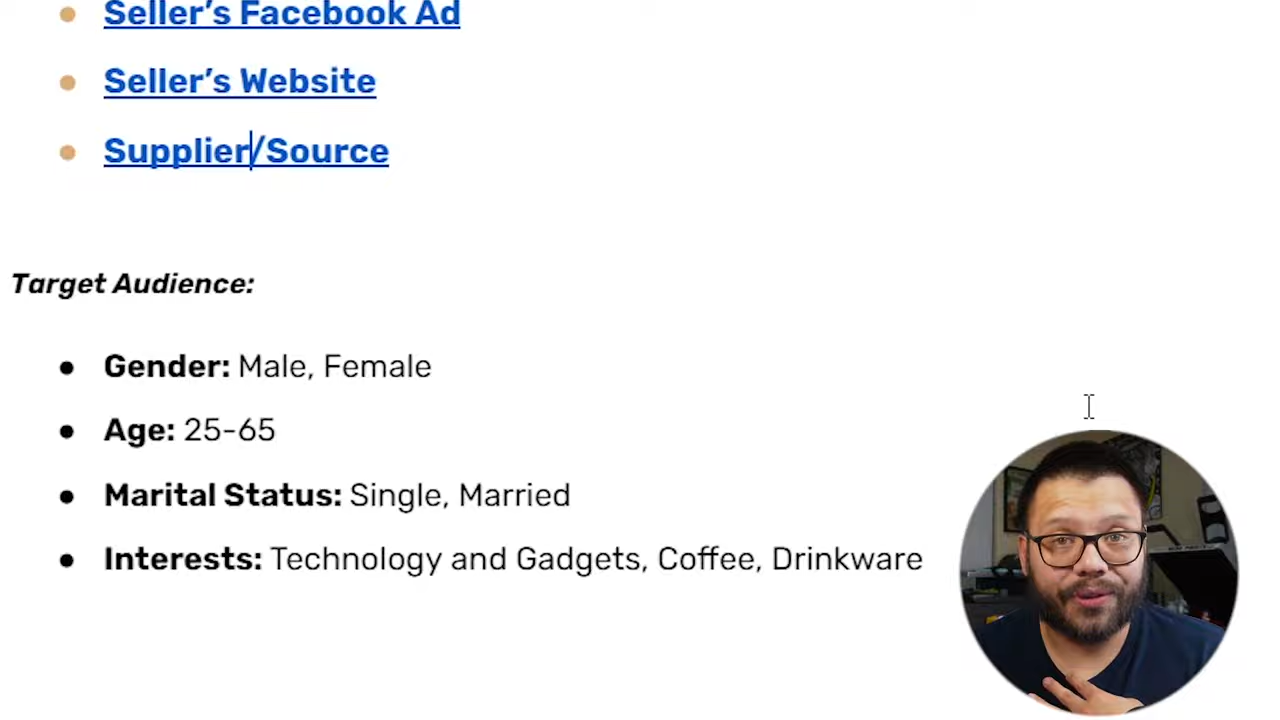 Seller’s Facebook Ad
Seller’s Website
Supplier/Source
Target Audience:
Gender: Male, Female
Age: 25-65
Marital Status: Single, Married
Interests: Technology and Gadgets, Coffee, Drinkware